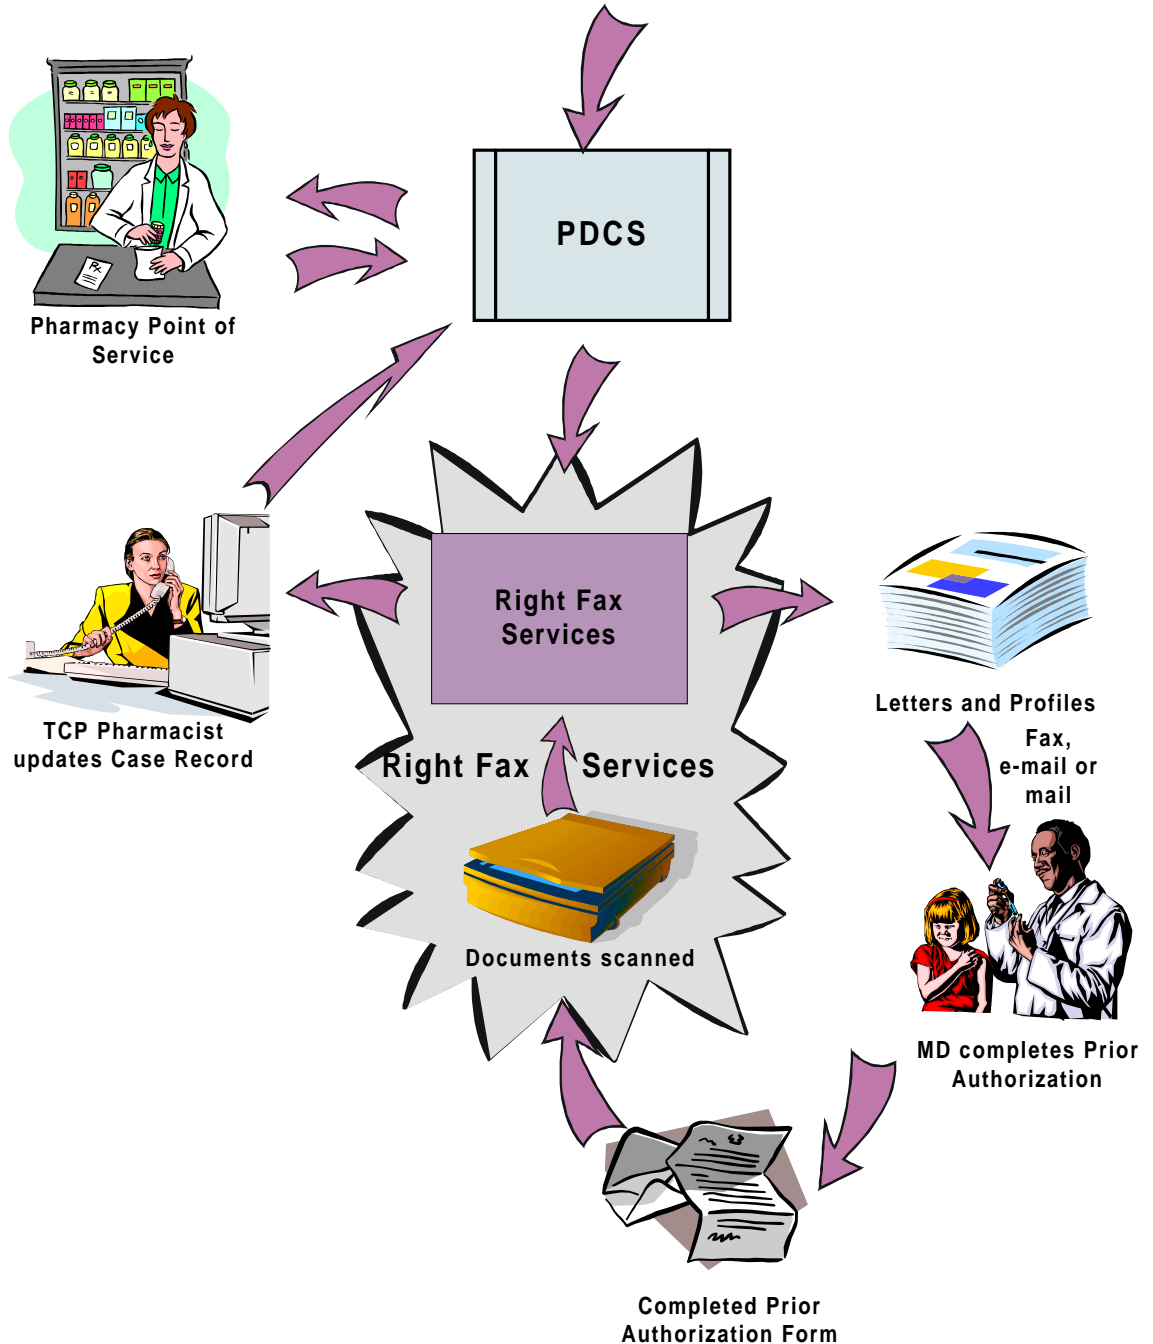 PDCS
Pharmacy Point of
Service
Rx
Right Fax
Services
TCP Pharmacist
updates Case Record
Letters and Profiles
Fax,
e-mail or
mail
Right Fax Services
Documents scanned
MD completes Prior
Authorization
Completed Prior
Authorization Form